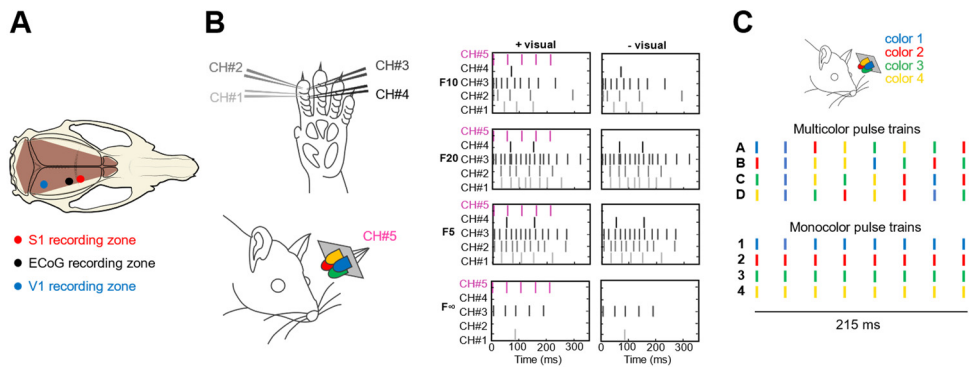 A
S1 recording zone
ECoG recording zone
V1 recording zone
B
CH#2
CH#1
CH#3
CH#4
CH#5
+ visual
- visual
F10
CH#5
CH#4
CH#3
CH#2
CH#1
F20
CH#5
CH#4
CH#3
CH#2
CH#1
F5
CH#5
CH#4
CH#3
CH#2
CH#1
F∞
CH#5
CH#4
CH#3
CH#2
CH#1
0 100 200 300
0 100 200 300
Time (ms)
Time (ms)
C
color 1
color 2
color 3
color 4
Multicolor pulse trains
A
B
C
D
Monocolor pulse trains
1
2
3
4
215 ms